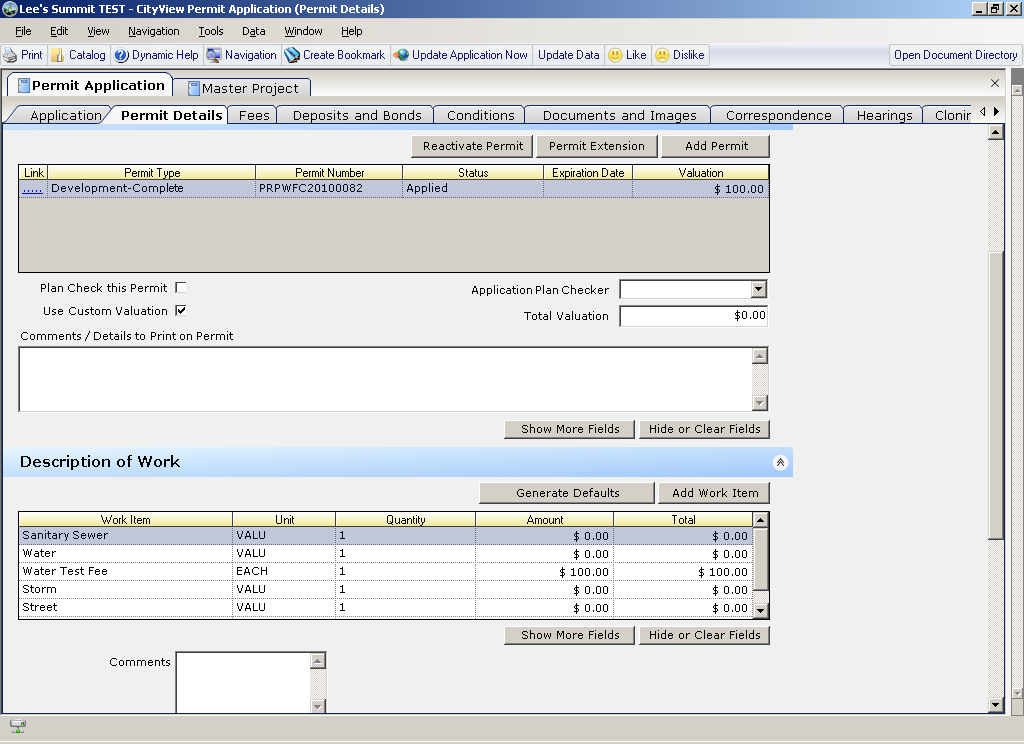 Lee's Summit TEST - CityView Permit Application (Permit Details)
File Edit View Navigation Tools Data Window Help
Print Catalog Dynamic Help Navigation Create Bookmark Update Application Now Update Data Like Dislike Open Document Directory
Permit Application Master Project
Application Permit Details Fees Deposits and Bonds Conditions Documents and Images Correspondence Hearings Clonin
Reactivate Permit Permit Extension Add Permit
Link Permit Type Permit Number Status Expiration Date Valuation
..... Development-Complete PRPWFC20100082 Applied $ 100.00
Plan Check this Permit Application Plan Checker
Use Custom Valuation Total Valuation $0.00
Comments / Details to Print on Permit
Show More Fields Hide or Clear Fields
Description of Work
Generate Defaults Add Work Item
Work Item Unit Quantity Amount Total
Sanitary Sewer VALU 1 $ 0.00 $ 0.00
Water VALU 1 $ 0.00 $ 0.00
Water Test Fee EACH 1 $ 100.00 $ 100.00
Storm VALU 1 $ 0.00 $ 0.00
Street VALU 1 $ 0.00 $ 0.00
Show More Fields Hide or Clear Fields
Comments